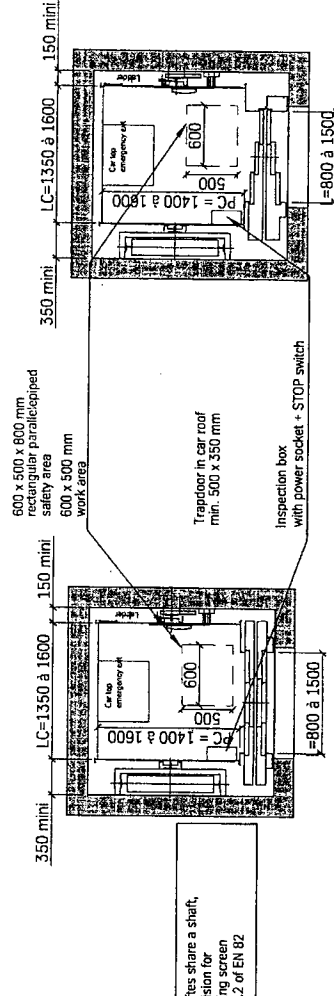 600 x 500 x 800 mm
rectangular parallelepiped
safety area
600 x 500 mm
work area
Trapdoor in car roof
min. 500 x 350 mm
Inspection box
with power socket + STOP switch
350 mini
LC=1350 à 1600
150 mini
Ladder
Car top
emergency exit
600
500
PC = 1400 à 1600
L=800 à 1500
350 mini
LC=1350 à 1600
150 mini
Ladder
Car top
emergency exit
600
500
PC = 1400 à 1600
L=800 à 1500
share a shaft,
for
screen
.2 of EN 82